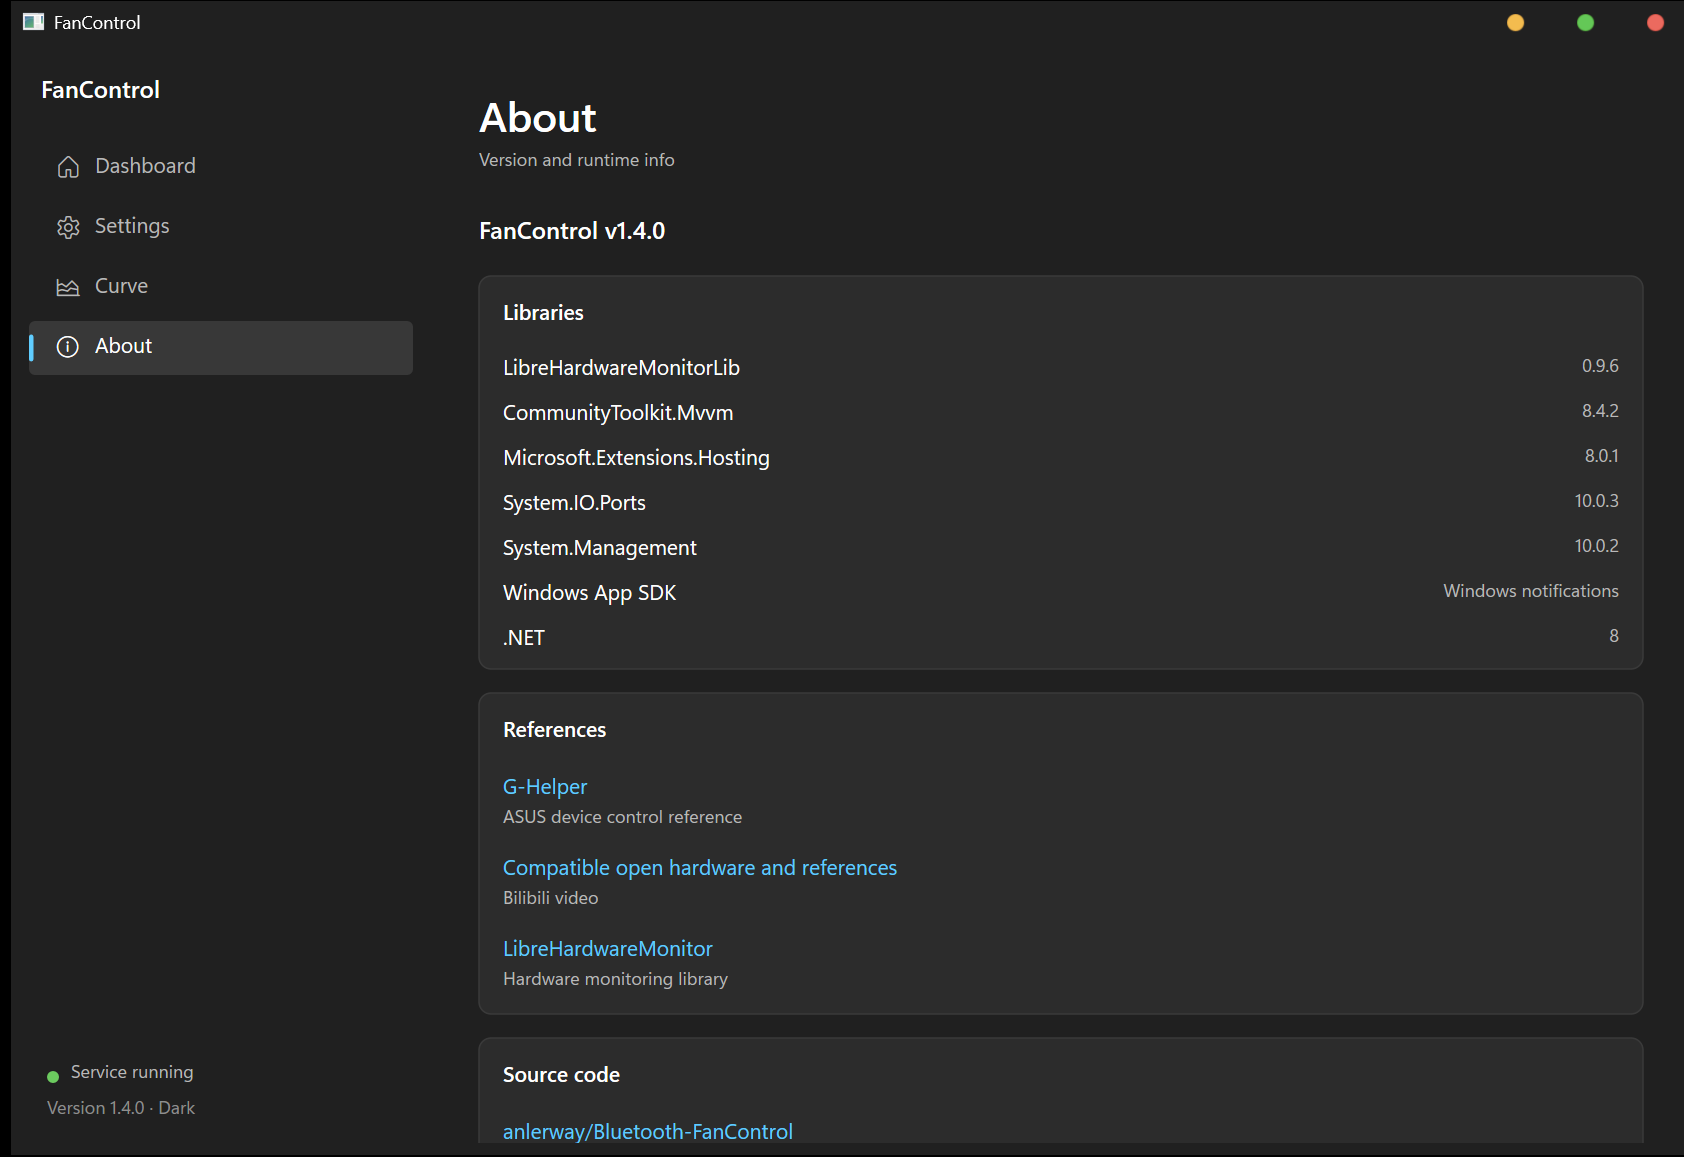 FanControl
FanControl
Dashboard
Settings
Curve
About
Service running
Version 1.4.0 · Dark
About
Version and runtime info
FanControl v1.4.0
Libraries
LibreHardwareMonitorLib 0.9.6
CommunityToolkit.Mvvm 8.4.2
Microsoft.Extensions.Hosting 8.0.1
System.IO.Ports 10.0.3
System.Management 10.0.2
Windows App SDK Windows notifications
.NET 8
References
G-Helper
ASUS device control reference
Compatible open hardware and references
Bilibili video
LibreHardwareMonitor
Hardware monitoring library
Source code
anlerway/Bluetooth-FanControl